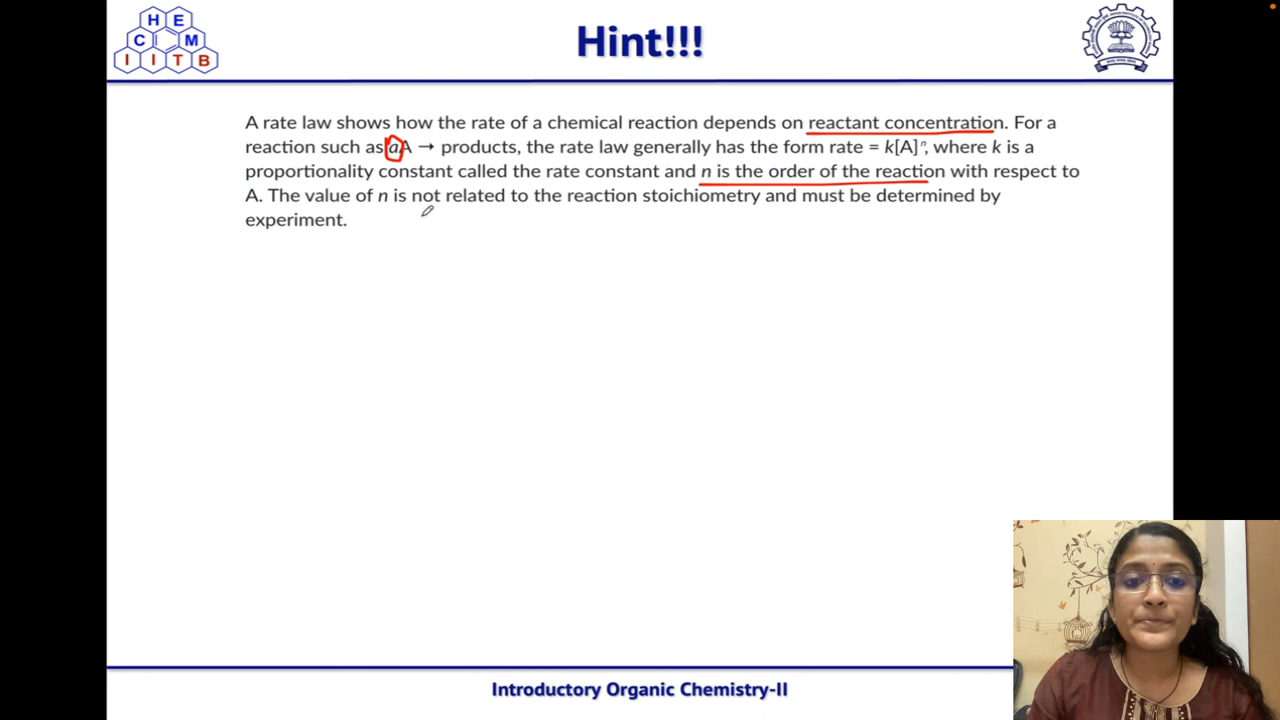 H E
C M
I I T B
Hint!!!
A rate law shows how the rate of a chemical reaction depends on reactant concentration. For a
reaction such as aA → products, the rate law generally has the form rate = k[A]ⁿ, where k is a
proportionality constant called the rate constant and n is the order of the reaction with respect to
A. The value of n is not related to the reaction stoichiometry and must be determined by
experiment.
Introductory Organic Chemistry-II